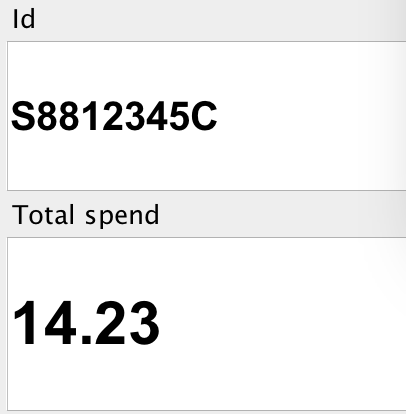 Id
S8812345C
Total spend
14.23